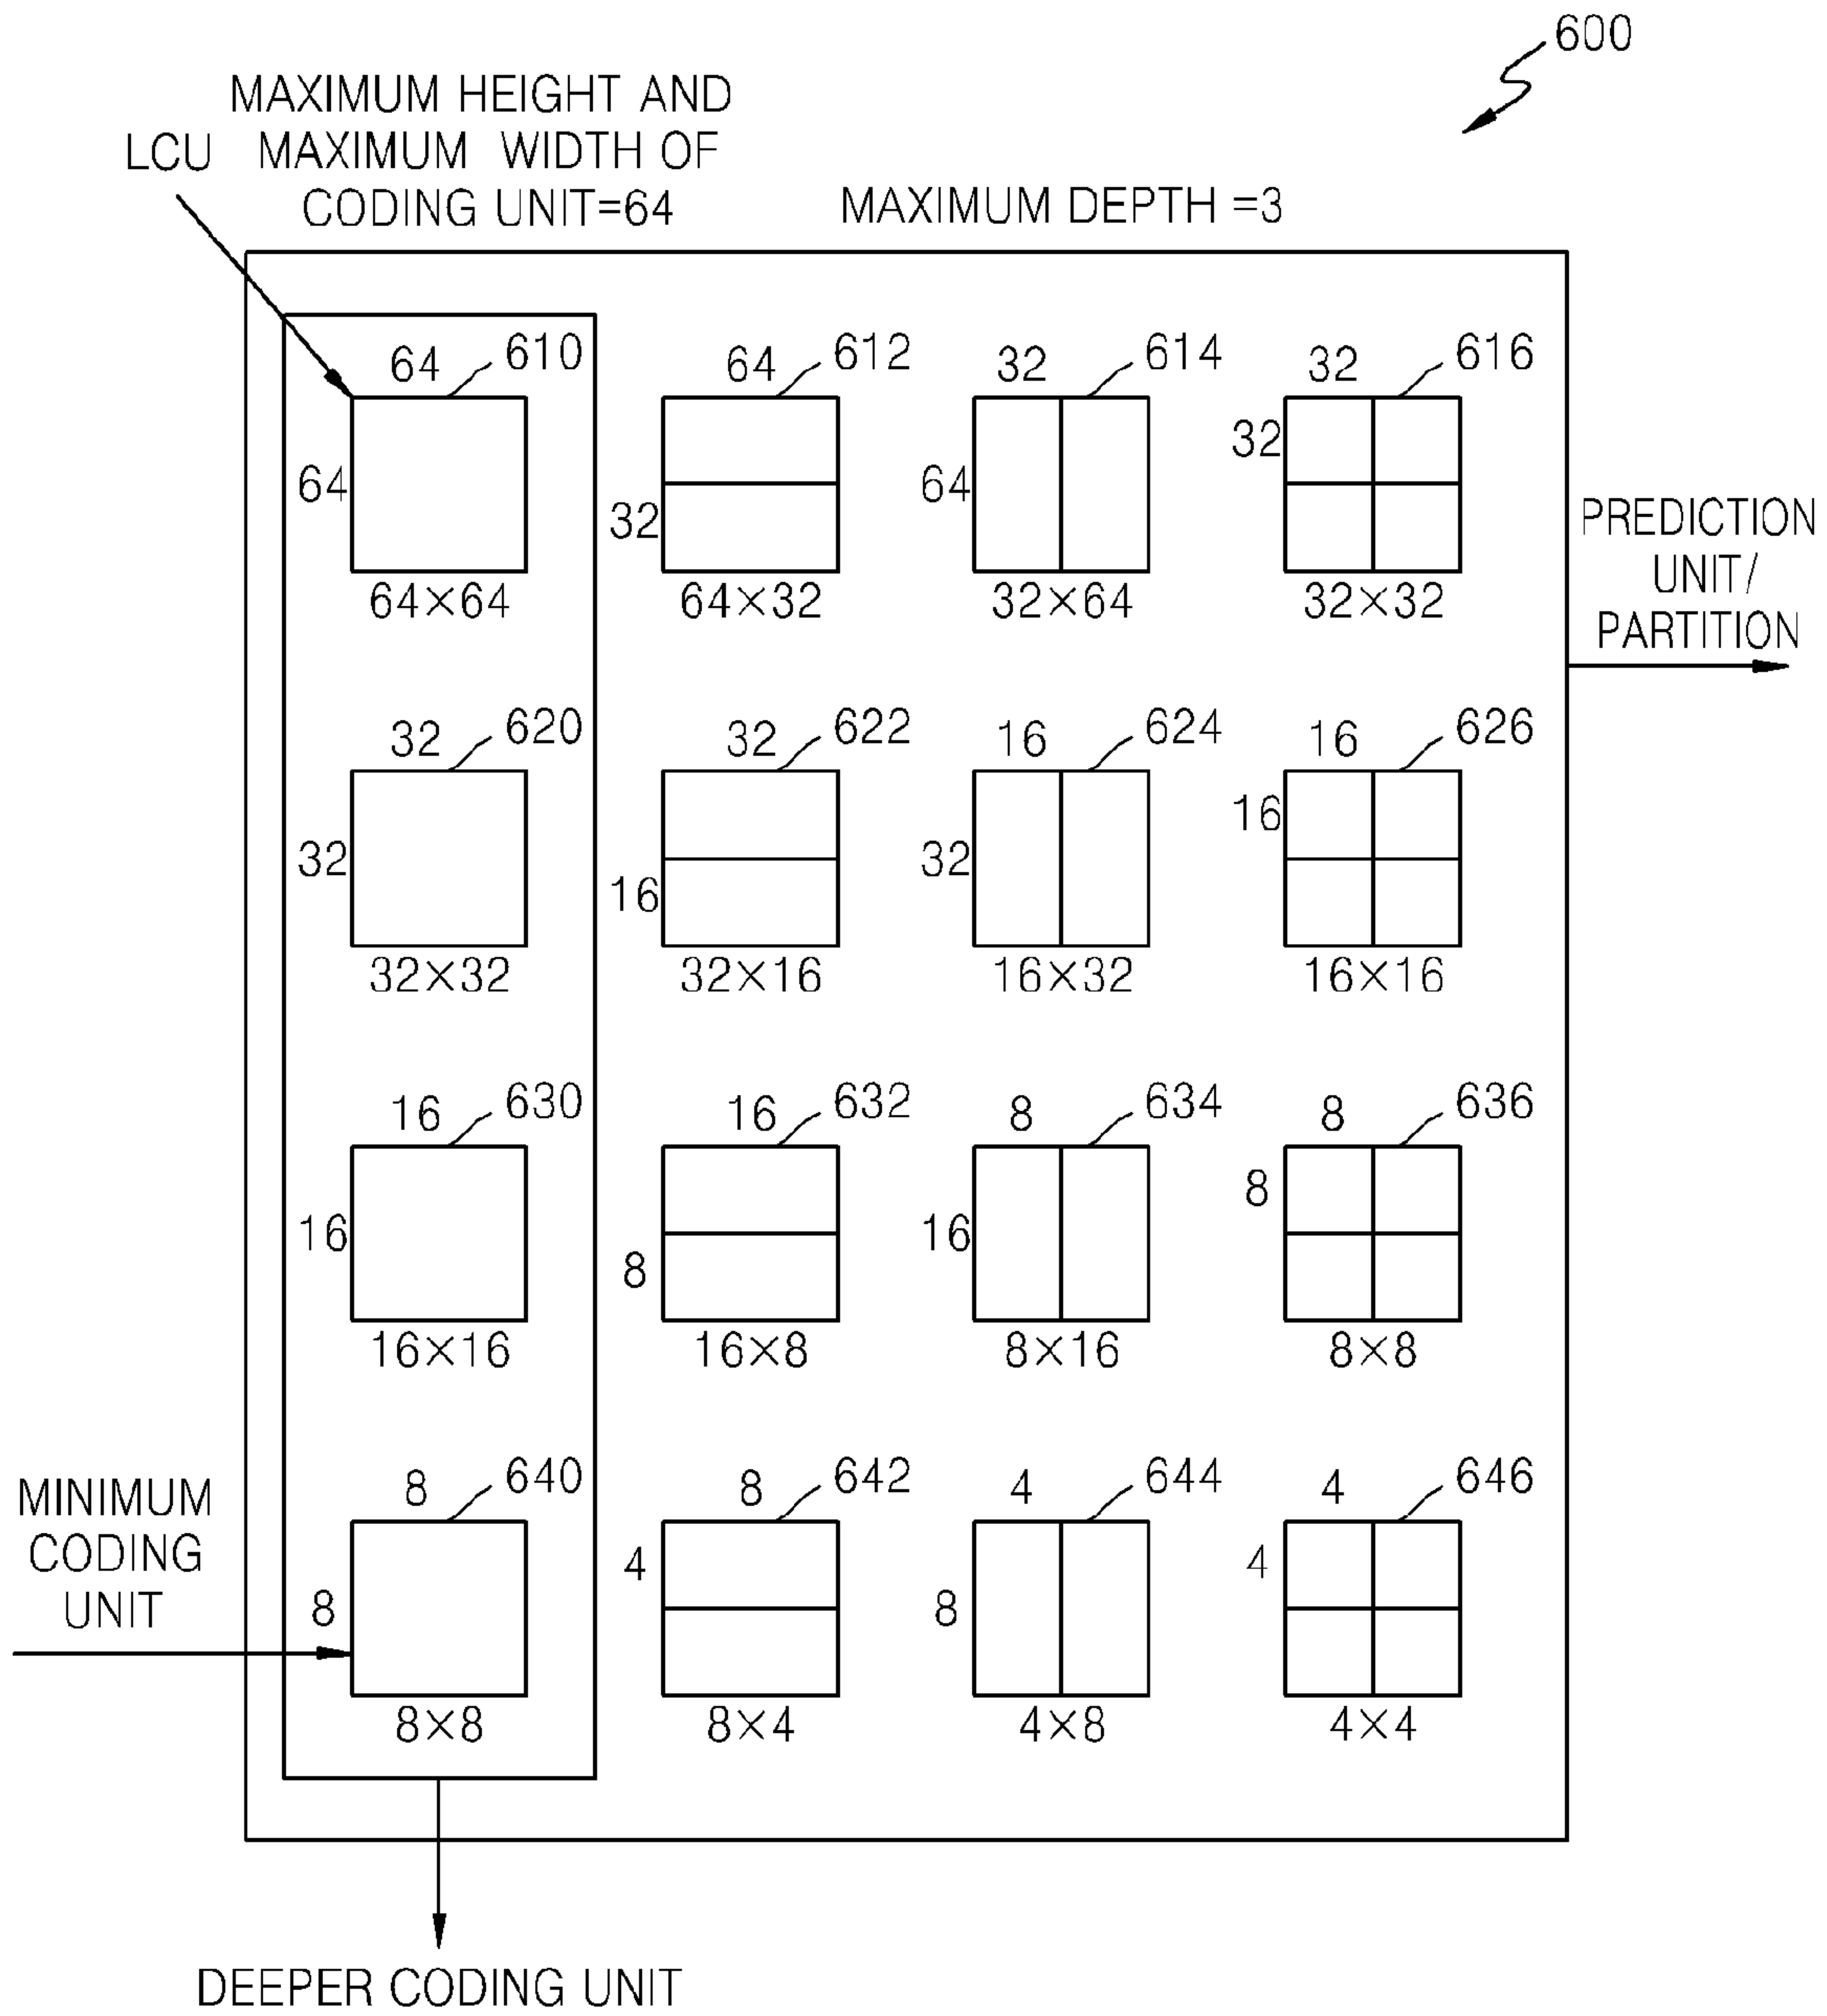 600
MAXIMUM HEIGHT AND
LCU MAXIMUM WIDTH OF
CODING UNIT=64
MAXIMUM DEPTH =3
64 610 64 612 32 614 32 616
64 32 64 32
64×64 64×32 32×64 32×32
PREDICTION
UNIT/
PARTITION
32 620 32 622 16 624 16 626
32 16 32 16
32×32 32×16 16×32 16×16
16 630 16 632 8 634 8 636
16 8 16 8
16×16 16×8 8×16 8×8
MINIMUM
CODING
UNIT
8 640 8 642 4 644 4 646
8 4 8 4
8×8 8×4 4×8 4×4
DEEPER CODING UNIT